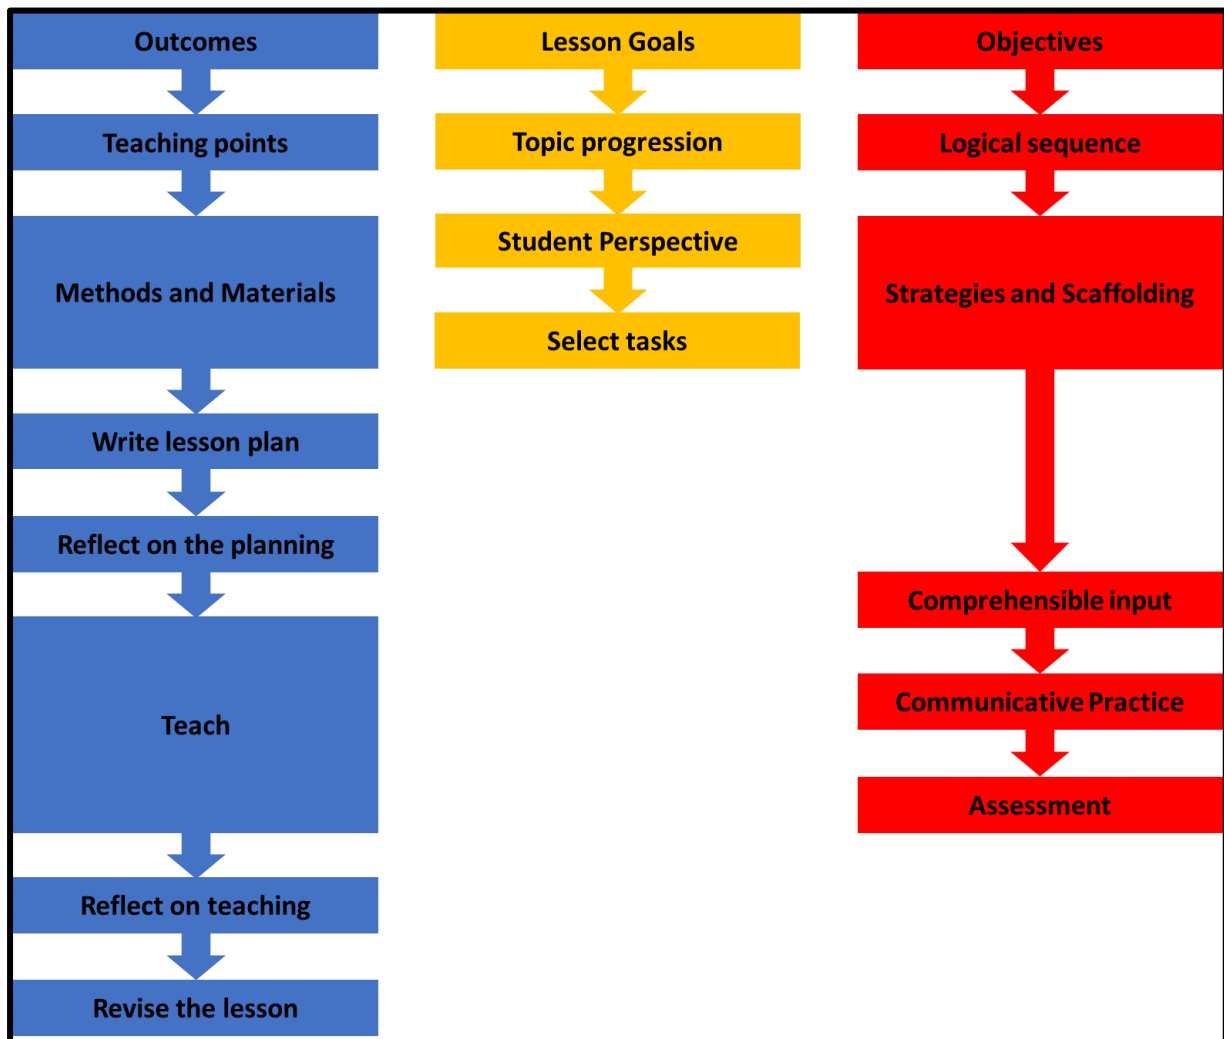 Outcomes
Teaching points
Methods and Materials
Write lesson plan
Reflect on the planning
Teach
Reflect on teaching
Revise the lesson
Lesson Goals
Topic progression
Student Perspective
Select tasks
Objectives
Logical sequence
Strategies and Scaffolding
Comprehensible input
Communicative Practice
Assessment